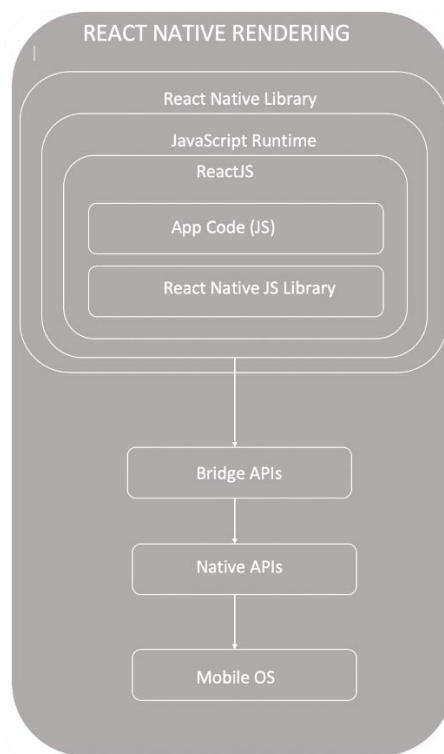 REACT NATIVE RENDERING
React Native Library
JavaScript Runtime
ReactJS
App Code (JS)
React Native JS Library
Bridge APIs
Native APIs
Mobile OS